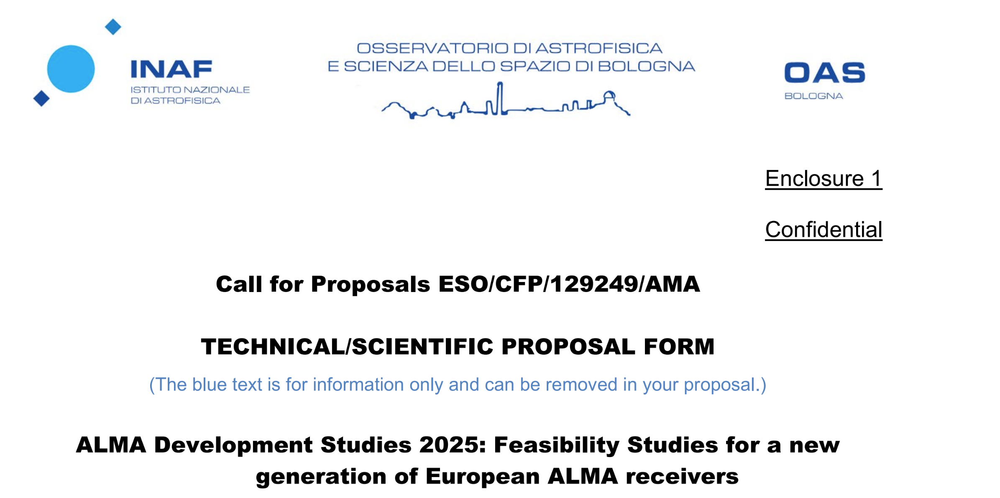 INAF
ISTITUTO NAZIONALE
DI ASTROFISICA
OSSERVATORIO DI ASTROFISICA
E SCIENZA DELLO SPAZIO DI BOLOGNA
OAS
BOLOGNA
Enclosure 1
Confidential
Call for Proposals ESO/CFP/129249/AMA
TECHNICAL/SCIENTIFIC PROPOSAL FORM
(The blue text is for information only and can be removed in your proposal.)
ALMA Development Studies 2025: Feasibility Studies for a new
generation of European ALMA receivers